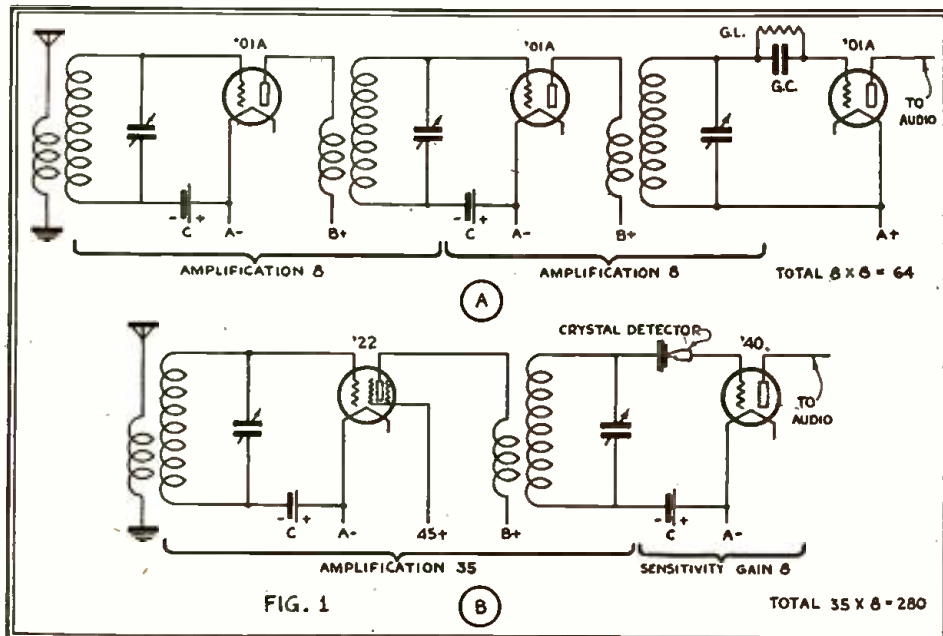 '01A
'01A
G.L.
G.C.
'01A
TO
AUDIO
- C +
A-
B+
- C +
A-
B+
A+
AMPLIFICATION 8
AMPLIFICATION 8
TOTAL 8 X 8 = 64
A
'22
CRYSTAL DETECTOR
'40.
TO
AUDIO
- C +
A-
45+
B+
- C +
A-
AMPLIFICATION 35
SENSITIVITY GAIN 8
FIG. 1
B
TOTAL 35 X 8 = 280